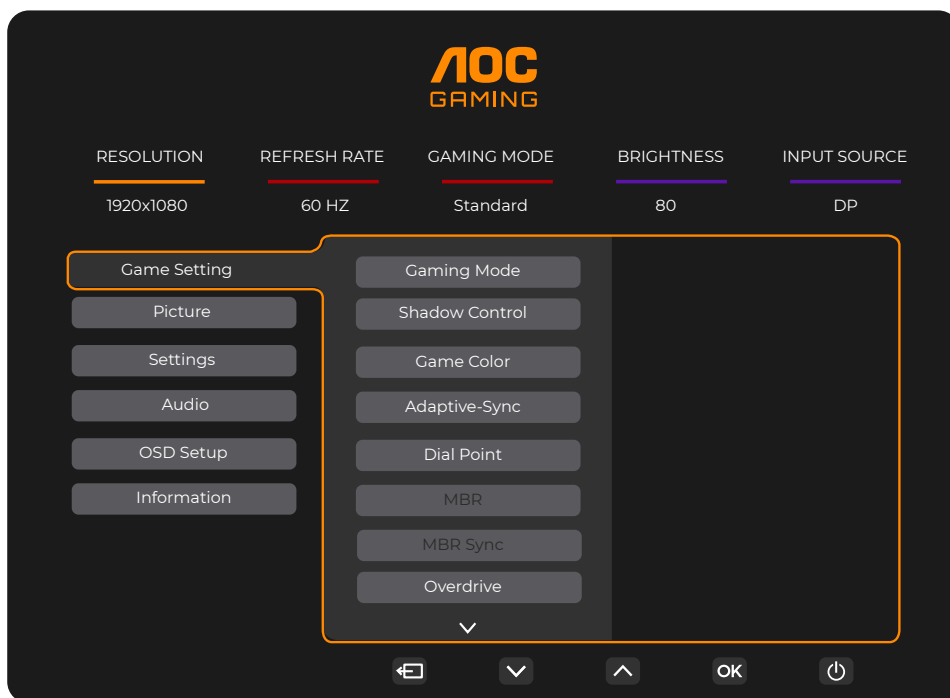 AOC
GAMING
RESOLUTION REFRESH RATE GAMING MODE BRIGHTNESS INPUT SOURCE
1920x1080 60 HZ Standard 80 DP
Game Setting
Picture
Settings
Audio
OSD Setup
Information
Gaming Mode
Shadow Control
Game Color
Adaptive-Sync
Dial Point
MBR
MBR Sync
Overdrive
OK